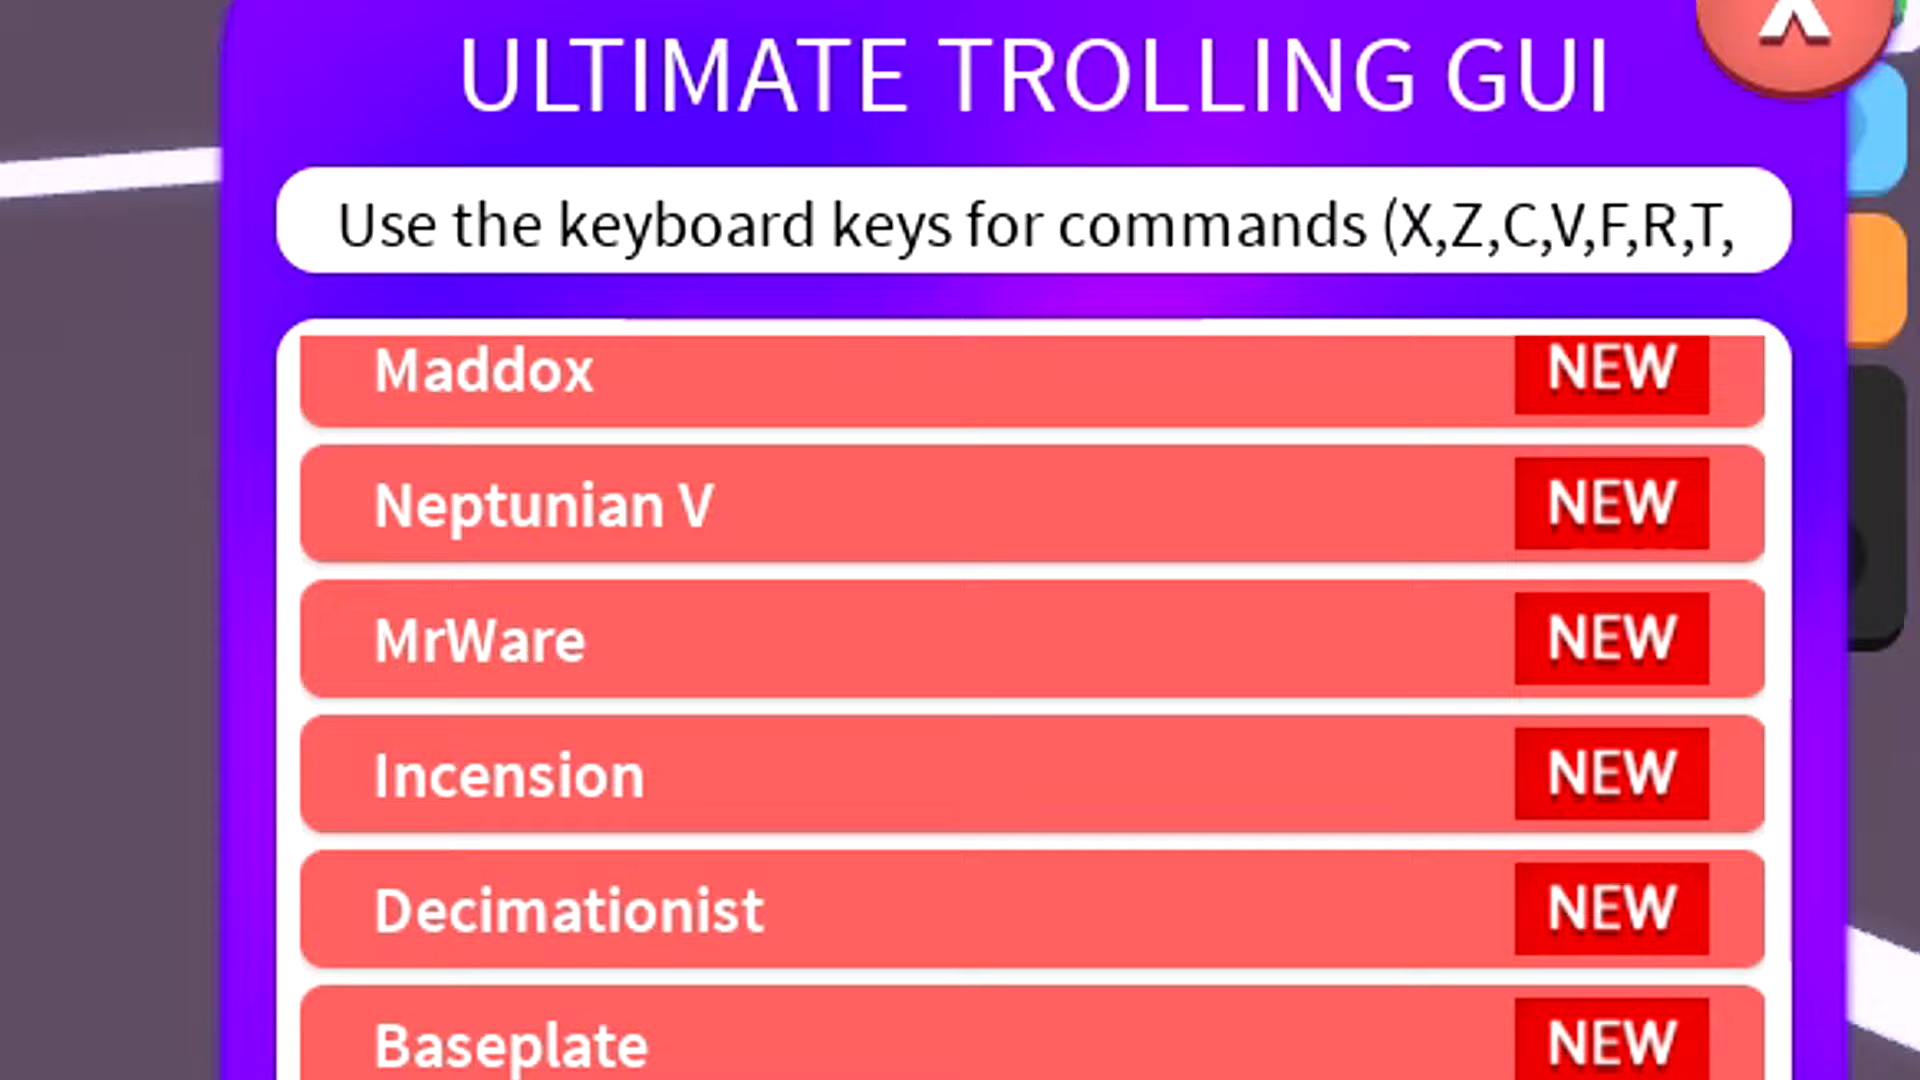 ULTIMATE TROLLING GUI
X
Use the keyboard keys for commands (X,Z,C,V,F,R,T,
Maddox NEW
Neptunian V NEW
MrWare NEW
Incension NEW
Decimationist NEW
Baseplate NEW